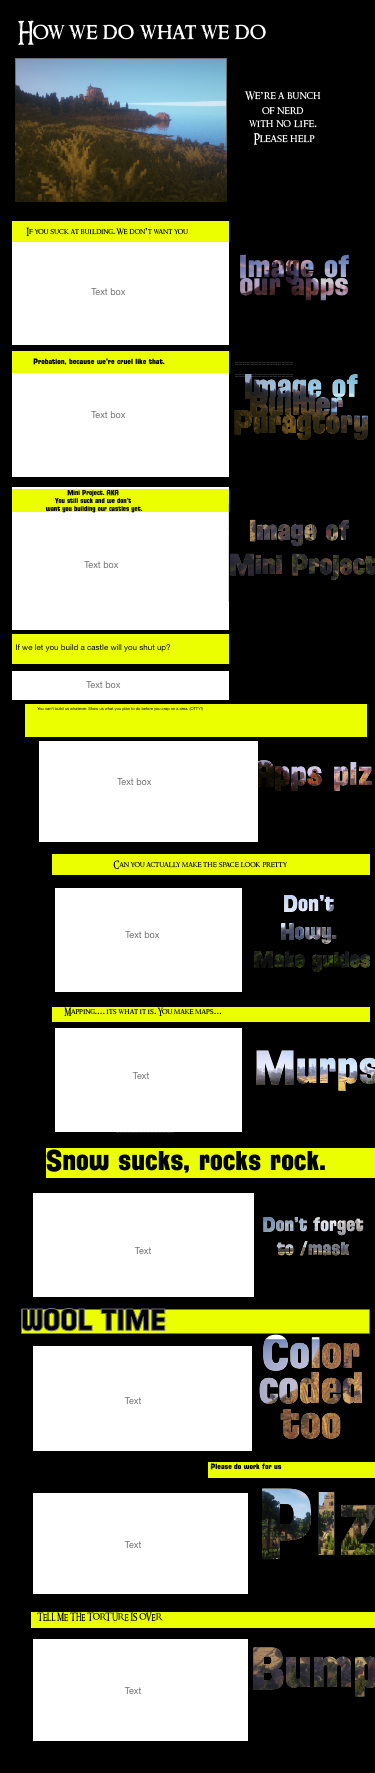 How we do what we do
We're a bunch
of nerd
with no life.
Please help
If you suck at building. We don't want you
Text box
Image of
our apps
Probation, because we're cruel like that.
Text box
Image of
Builder
Paragtory
Mini Project. AKA
You still suck and we don't
want you building our castles yet.
Text box
Image of
Mini Project
If we let you build a castle will you shut up?
Text box
You can't build us whatever. Show us what you plan to do before you crap on a area. (DTYI)
Text box
Apps plz
Can you actually make the space look pretty
Text box
Don't
Howy.
Make guides
Mapping.... its what it is. You make maps...
Text
Murps
Snow sucks, rocks rock.
Text
Don't forget
to /mask
WOOL TIME
Text
Color
coded
too
Please do work for us
Text
Plz
Tell me the torture is over
Text
Bump